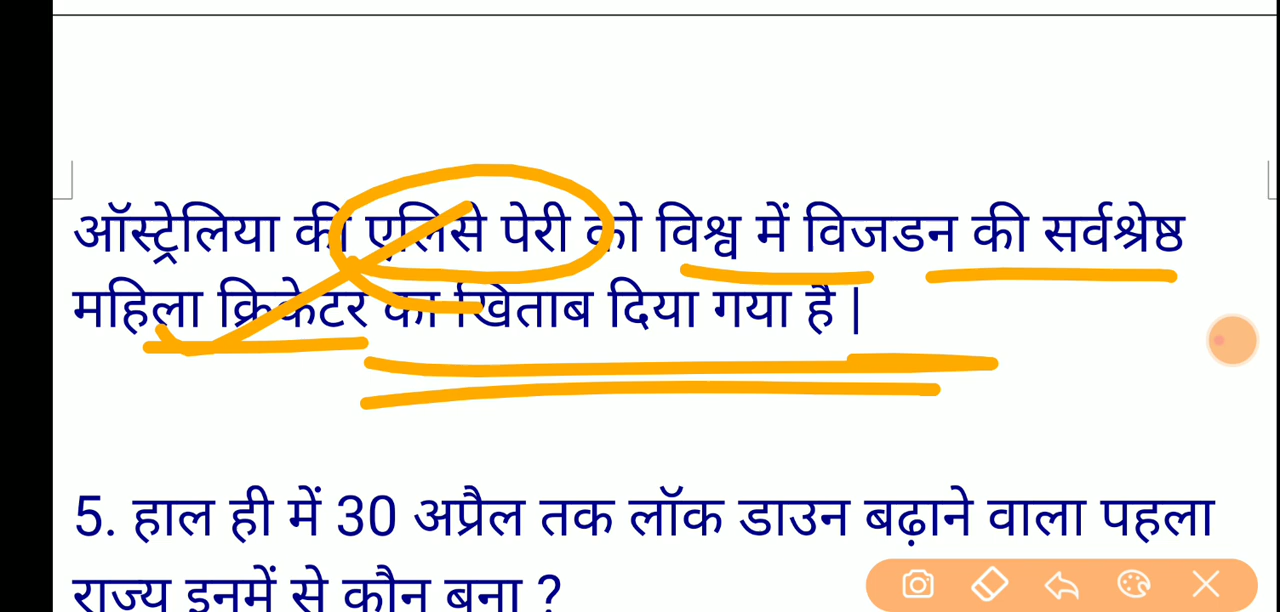 ऑस्ट्रेलिया की एलिसे पेरी को विश्व में विजडन की सर्वश्रेष्ठ
महिला क्रिकेटर का खिताब दिया गया है |
5. हाल ही में 30 अप्रैल तक लॉक डाउन बढ़ाने वाला पहला
राज्य इनमें से कौन बना ?